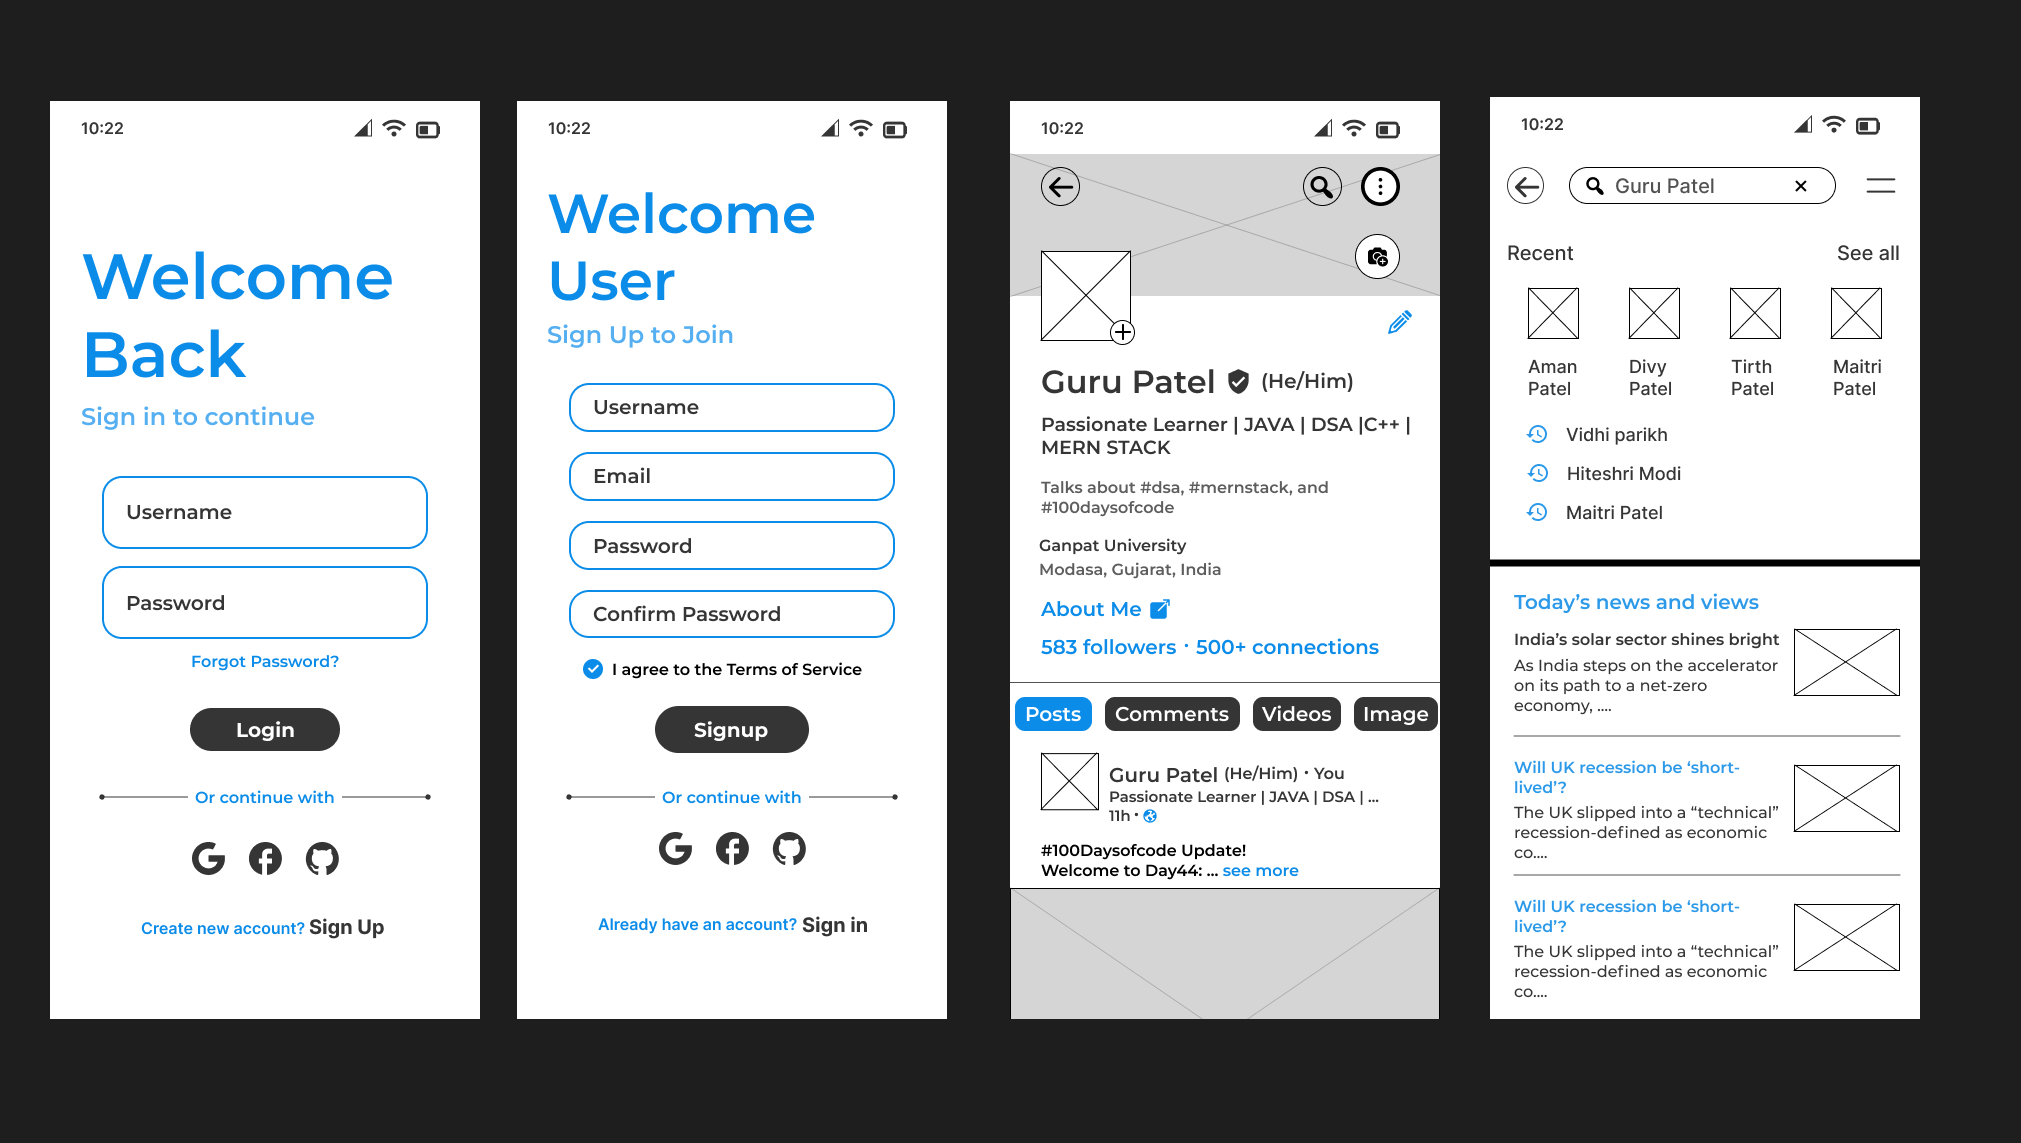 10:22
Welcome
Back
Sign in to continue
Username
Password
Forgot Password?
Login
Or continue with
Create new account? Sign Up
10:22
Welcome
User
Sign Up to Join
Username
Email
Password
Confirm Password
I agree to the Terms of Service
Signup
Or continue with
Already have an account? Sign in
10:22
Guru Patel (He/Him)
Passionate Learner | JAVA | DSA |C++ |
MERN STACK
Talks about #dsa, #mernstack, and
#100daysofcode
Ganpat University
Modasa, Gujarat, India
About Me
583 followers · 500+ connections
Posts Comments Videos Image
Guru Patel (He/Him) · You
Passionate Learner | JAVA | DSA | ...
11h ·
#100Daysofcode Update!
Welcome to Day44: ... see more
10:22
Guru Patel
Recent See all
Aman Divy Tirth Maitri
Patel Patel Patel Patel
Vidhi parikh
Hiteshri Modi
Maitri Patel
Today’s news and views
India’s solar sector shines bright
As India steps on the accelerator
on its path to a net-zero
economy, ....
Will UK recession be ‘short-
lived’?
The UK slipped into a “technical”
recession-defined as economic
co....
Will UK recession be ‘short-
lived’?
The UK slipped into a “technical”
recession-defined as economic
co....